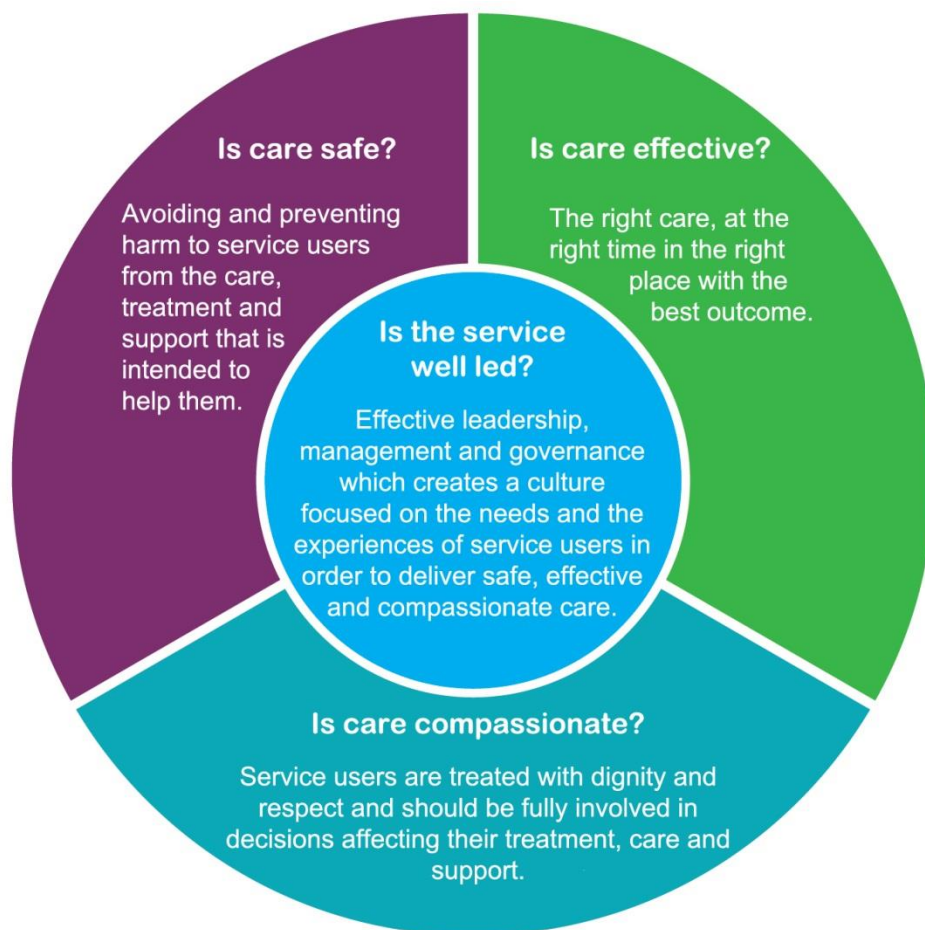 Is care safe?
Avoiding and preventing
harm to service users
from the care,
treatment and
support that is
intended to
help them.
Is care effective?
The right care, at the
right time in the right
place with the
best outcome.
Is the service
well led?
Effective leadership,
management and governance
which creates a culture
focused on the needs and the
experiences of service users in
order to deliver safe, effective
and compassionate care.
Is care compassionate?
Service users are treated with dignity and
respect and should be fully involved in
decisions affecting their treatment, care and
support.